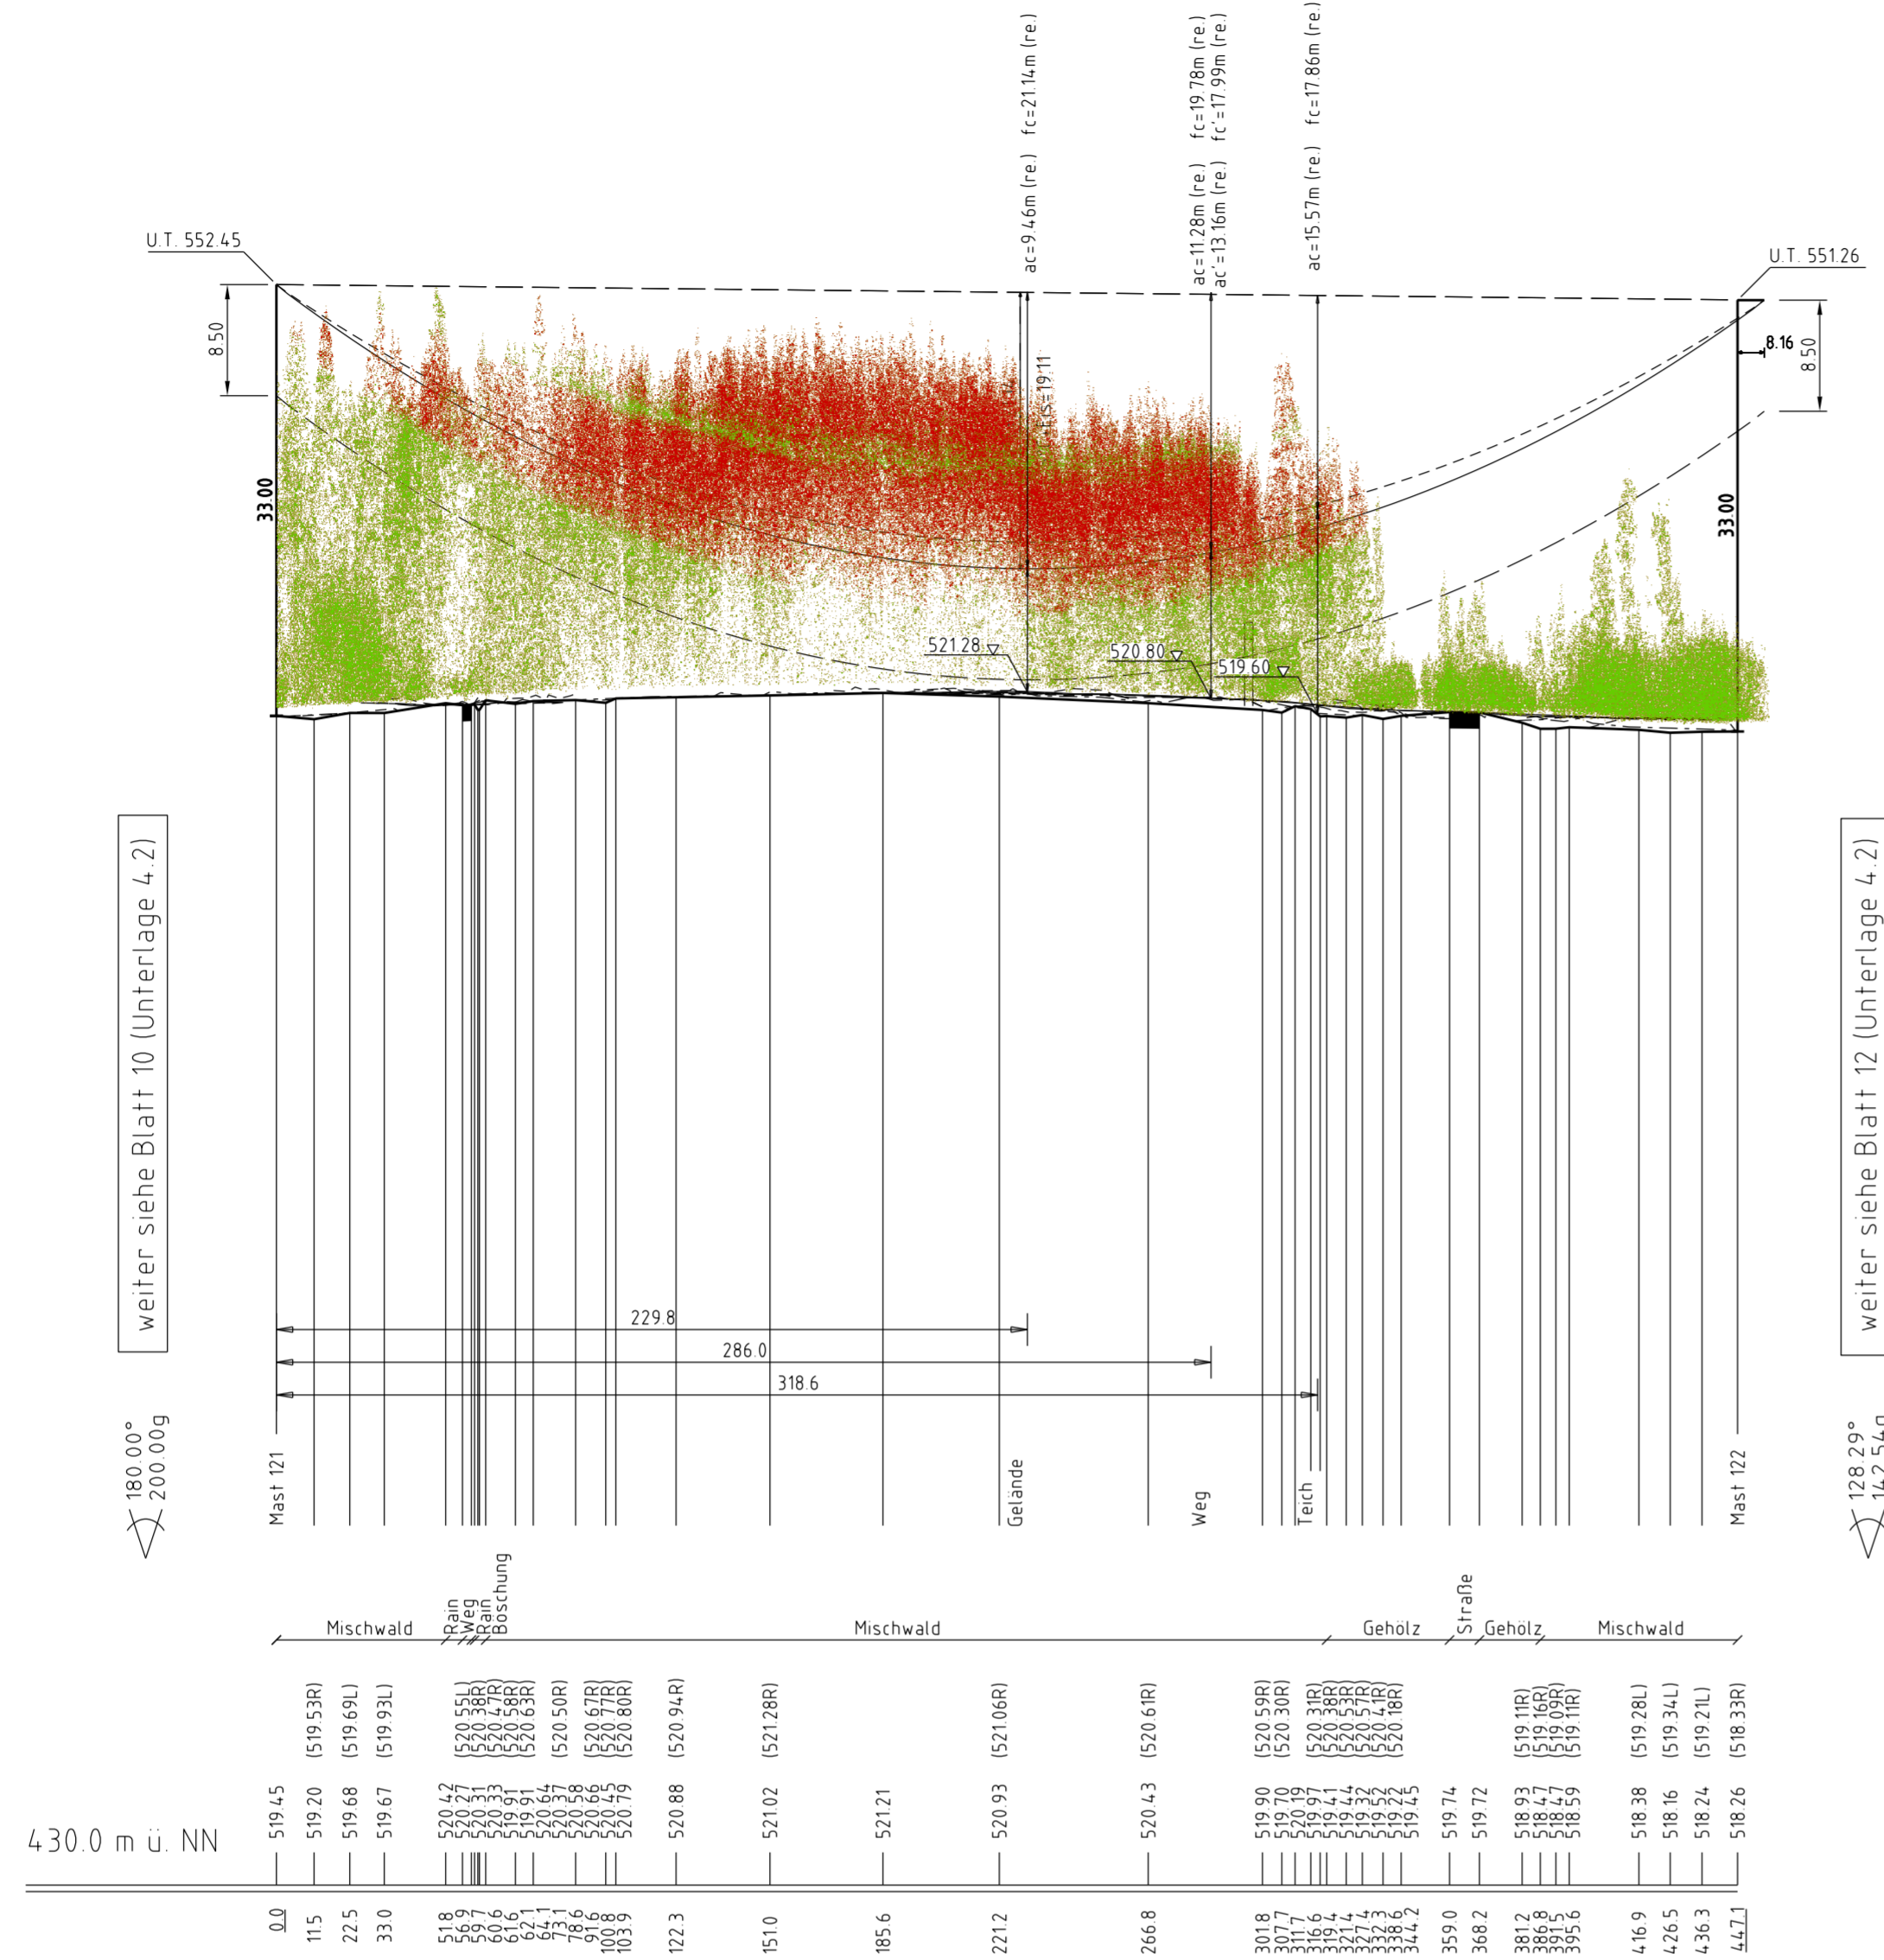 fc=21.14m (re.)
ac=9.46m (re.)
fc=19.78m (re.)
fc'=17.99m (re.)
ac=11.28m (re.)
ac'=13.16m (re.)
fc=17.86m (re.)
ac=15.57m (re.)
U.T. 552.45
U.T. 551.26
8.50
8.16
8.50
33.00
33.00
521.28
520.80
519.60
weiter siehe Blatt 10 (Unterlage 4.2)
weiter siehe Blatt 12 (Unterlage 4.2)
229.8
286.0
318.6
180.00°
200.00g
128.29°
142.54g
Mast 121
Gelände
Weg
Teich
Mast 122
Mischwald
Rain
Weg
Rain
Böschung
Mischwald
Gehölz
Straße
Gehölz
Mischwald
(519.53R)
(519.69L)
(519.93L)
(520.55L)
(520.38R)
(520.47R)
(520.58R)
(520.63R)
(520.50R)
(520.67R)
(520.77R)
(520.80R)
(520.94R)
(521.28R)
(521.06R)
(520.61R)
(520.59R)
(520.30R)
(520.31R)
(520.38R)
(520.53R)
(520.57R)
(520.41R)
(520.18R)
(519.11R)
(519.16R)
(519.09R)
(519.11R)
(519.28L)
(519.34L)
(519.21L)
(518.33R)
430.0 m ü. NN
519.45
519.20
519.68
519.67
520.42
520.27
520.31
520.33
519.91
519.91
520.64
520.37
520.58
520.66
520.45
520.79
520.88
521.02
521.21
520.93
520.43
519.90
519.70
520.19
519.97
519.41
519.44
519.32
519.52
519.22
519.45
519.74
519.72
518.93
518.47
518.47
518.59
518.38
518.16
518.24
518.26
0.0
11.5
22.5
33.0
51.8
56.9
59.7
60.6
61.6
62.1
64.1
73.1
78.6
91.6
100.8
103.9
122.3
151.0
185.6
221.2
266.8
301.8
307.7
311.7
316.6
319.4
321.4
327.4
332.3
338.6
344.2
359.0
368.2
381.2
386.8
391.5
395.6
416.9
426.5
436.3
447.1